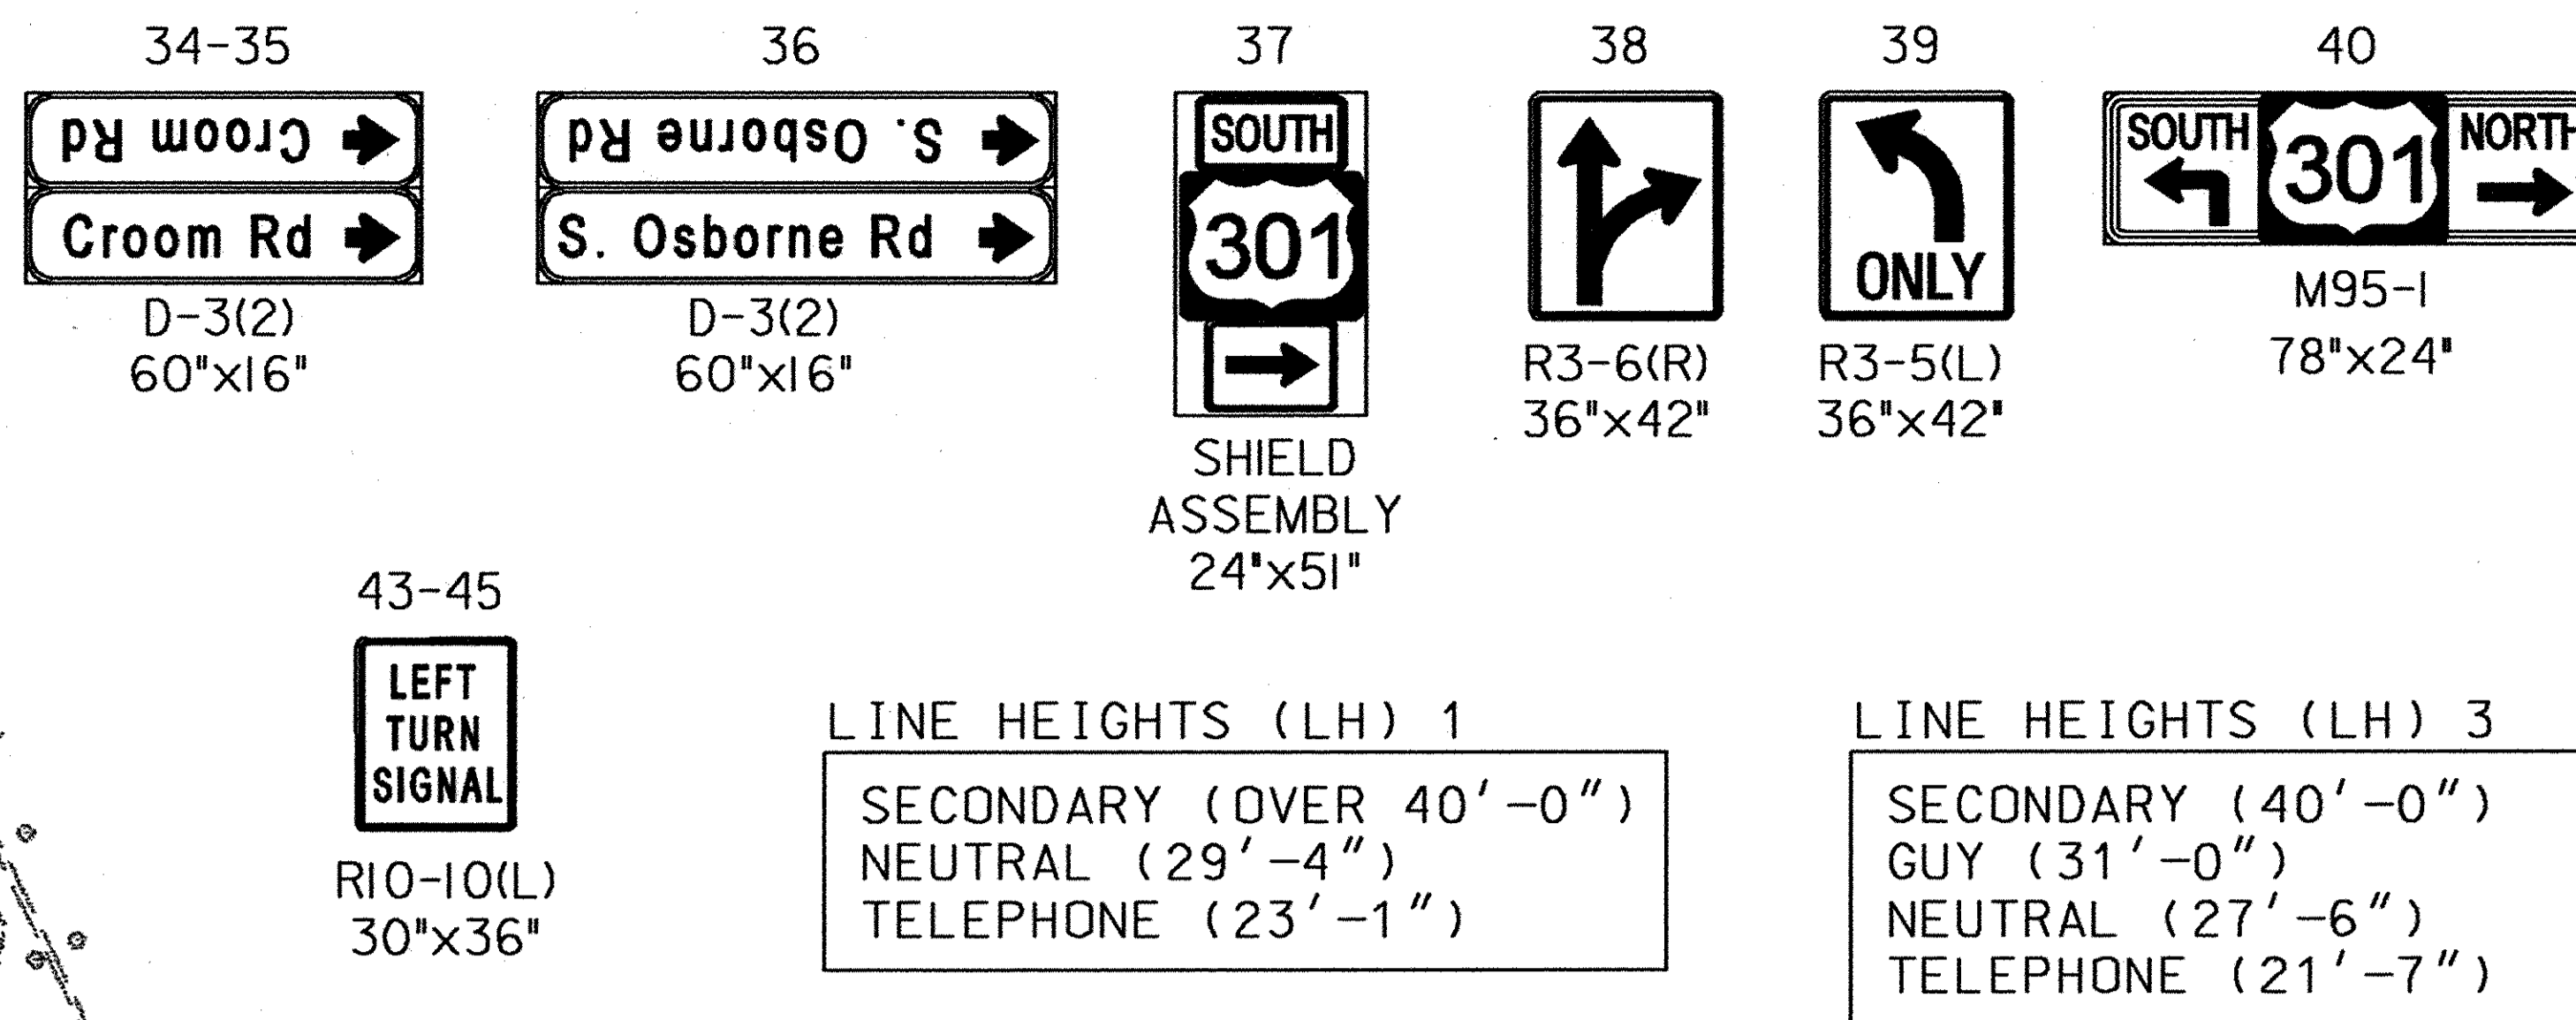 34-35
Croom Rd
Croom Rd
D-3(2)
60"x16"
36
S. Osborne Rd
S. Osborne Rd
D-3(2)
60"x16"
37
SOUTH
301
SHIELD
ASSEMBLY
24"x51"
38
R3-6(R)
36"x42"
39
ONLY
R3-5(L)
36"x42"
40
SOUTH 301 NORTH
M95-1
78"x24"
43-45
LEFT
TURN
SIGNAL
R10-10(L)
30"x36"
LINE HEIGHTS (LH) 1
SECONDARY (OVER 40'-0")
NEUTRAL (29'-4")
TELEPHONE (23'-1")
LINE HEIGHTS (LH) 3
SECONDARY (40'-0")
GUY (31'-0")
NEUTRAL (27'-6")
TELEPHONE (21'-7")